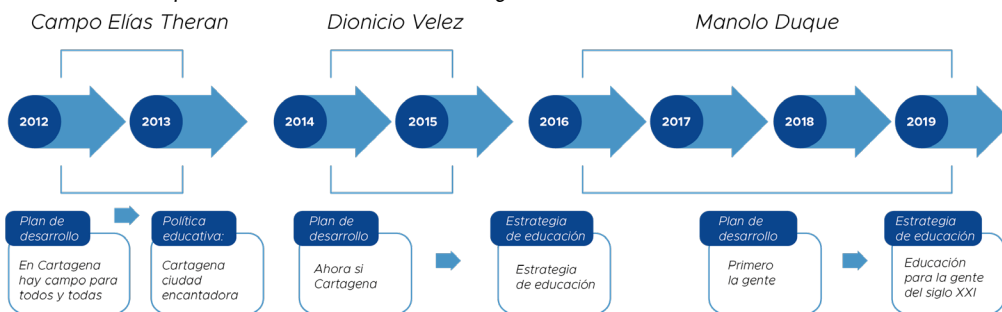 Campo Elías Theran
Dionicio Velez
Manolo Duque
2012
2013
2014
2015
2016
2017
2018
2019
Plan de
desarrollo
En Cartagena
hay campo para
todos y todas
Política
educativa:
Cartagena
ciudad
encantadora
Plan de
desarrollo
Ahora si
Cartagena
Estrategia
de educación
Estrategia
de educación
Plan de
desarrollo
Primero
la gente
Estrategia
de educación
Educación
para la gente
del siglo XXI